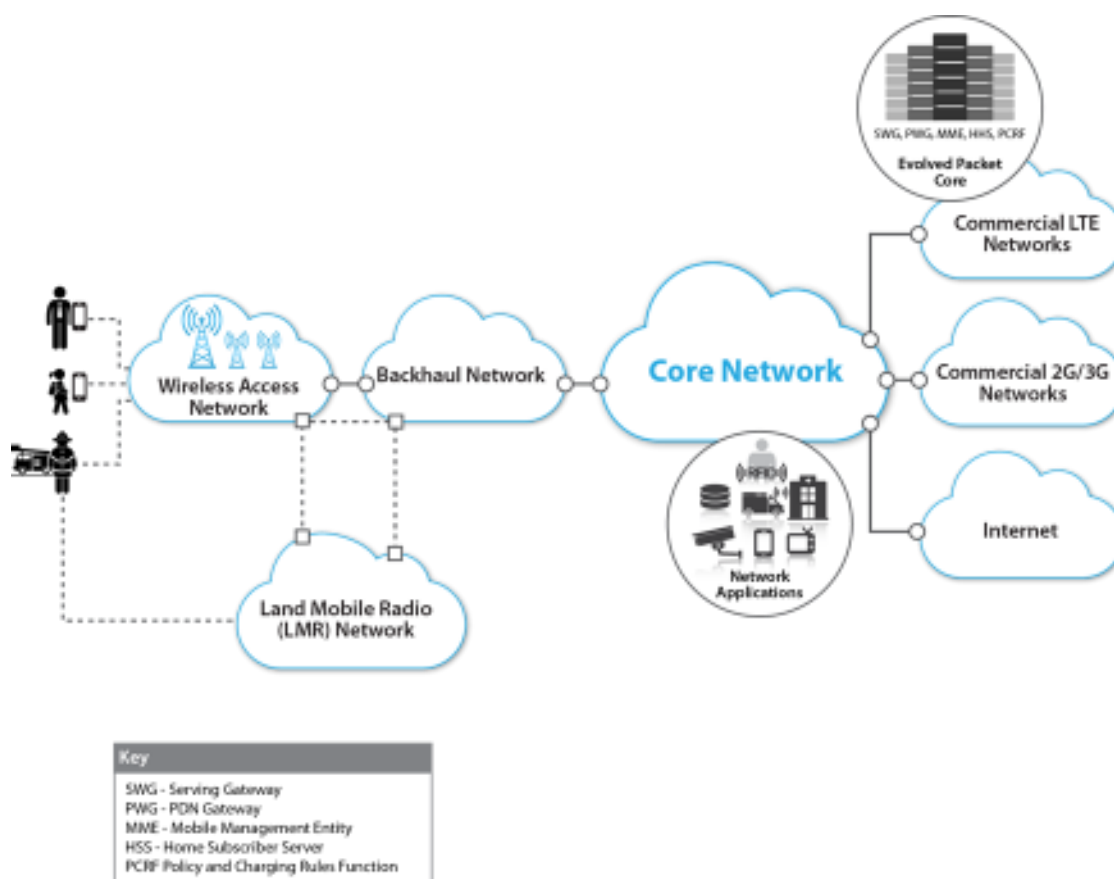 SWG, PWG, MME, HHS, PCRF
Evolved Packet
Core
Commercial LTE
Networks
Wireless Access
Network
Backhaul Network
Core Network
Commercial 2G/3G
Networks
RFID
Network
Applications
Internet
Land Mobile Radio
(LMR) Network
Key
SWG - Serving Gateway
PWG - PDN Gateway
MME - Mobile Management Entity
HSS - Home Subscriber Server
PCRF Policy and Charging Rules Function